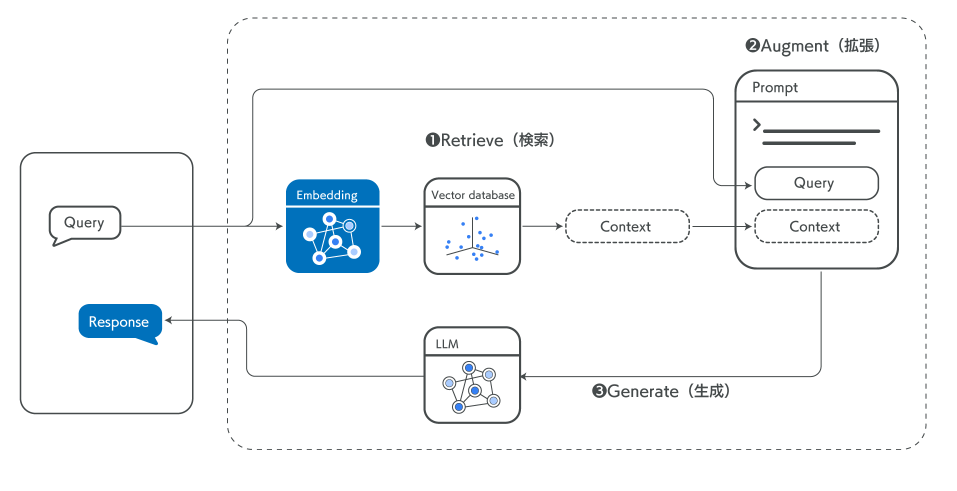 ❷Augment（拡張）
Prompt
❶Retrieve（検索）
Query
Embedding
Vector database
Query
Context
Context
Response
LLM
❸Generate（生成）